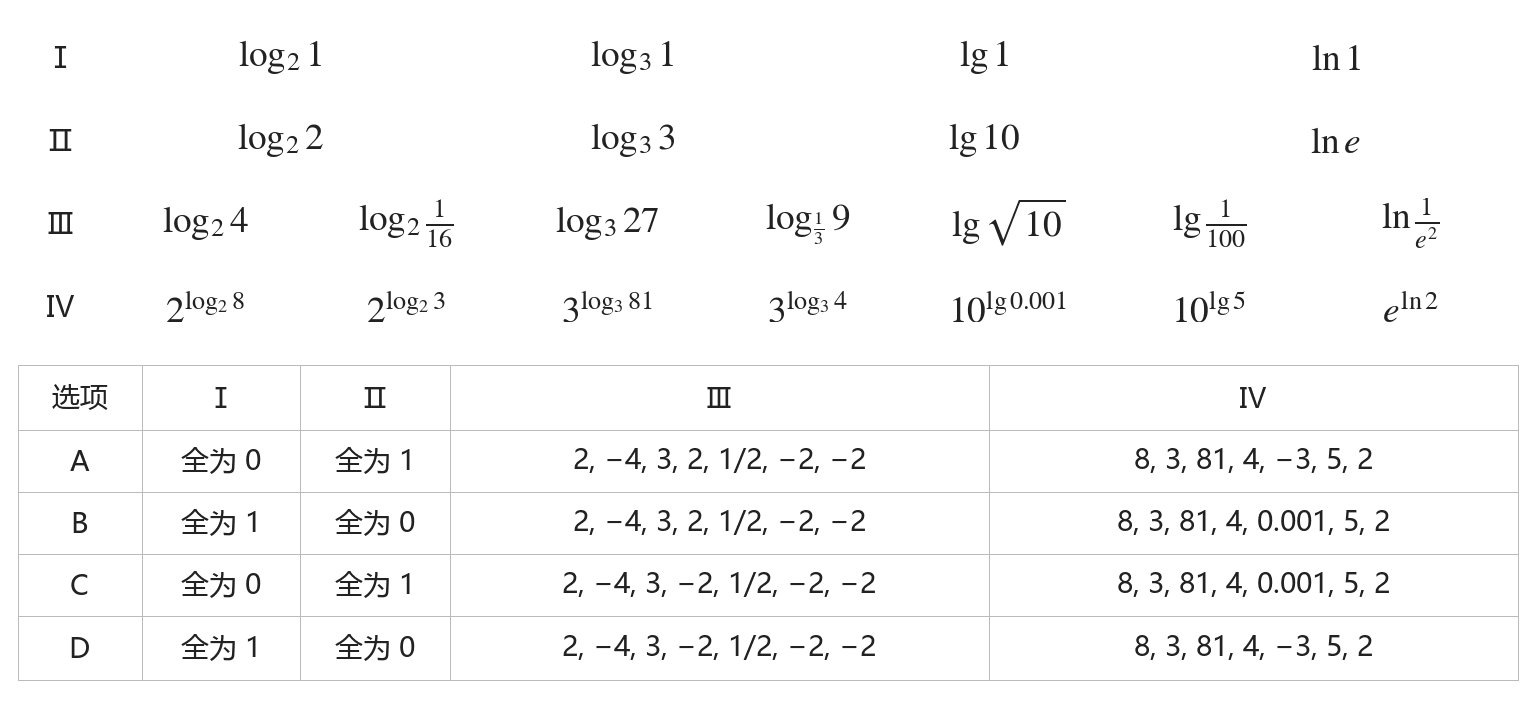 Ⅰ log₂ 1 log₃ 1 lg 1 ln 1
Ⅱ log₂ 2 log₃ 3 lg 10 ln e
Ⅲ log₂ 4 log₂ 1/16 log₃ 27 log_{1/3} 9 lg √10 lg 1/100 ln 1/e²
Ⅳ 2^{log₂ 8} 2^{log₂ 3} 3^{log₃ 81} 3^{log₃ 4} 10^{lg 0.001} 10^{lg 5} e^{ln 2}
选项 Ⅰ Ⅱ Ⅲ Ⅳ
A 全为 0 全为 1 2, −4, 3, 2, 1/2, −2, −2 8, 3, 81, 4, −3, 5, 2
B 全为 1 全为 0 2, −4, 3, 2, 1/2, −2, −2 8, 3, 81, 4, 0.001, 5, 2
C 全为 0 全为 1 2, −4, 3, −2, 1/2, −2, −2 8, 3, 81, 4, 0.001, 5, 2
D 全为 1 全为 0 2, −4, 3, −2, 1/2, −2, −2 8, 3, 81, 4, −3, 5, 2